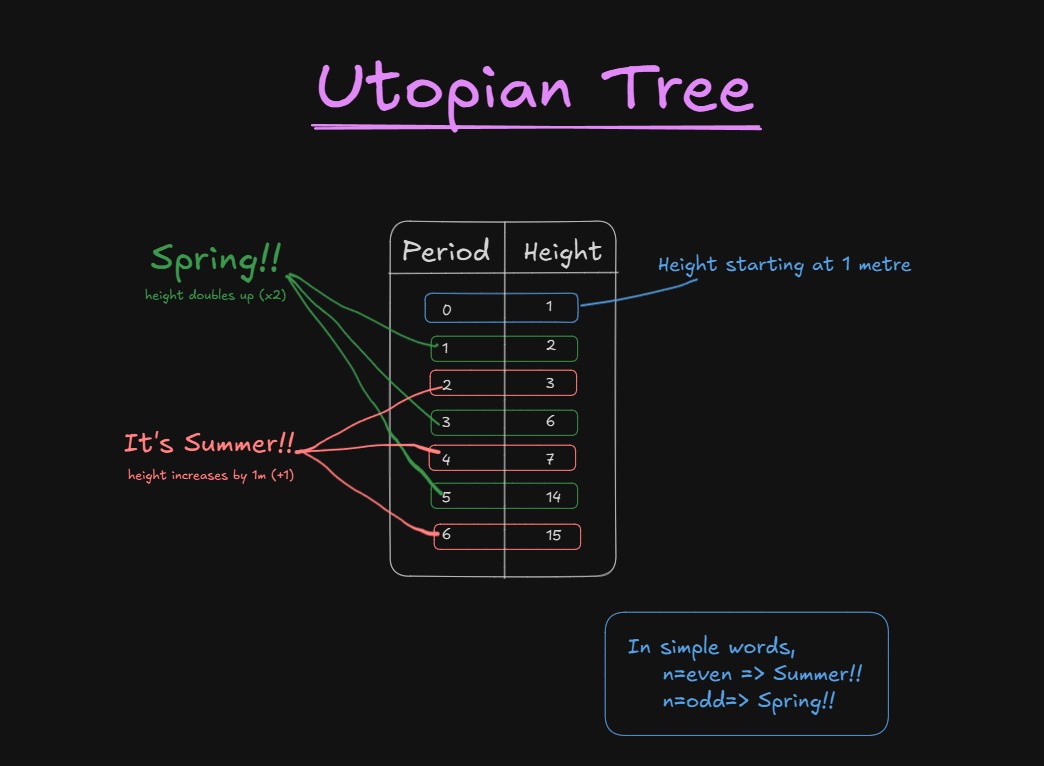 Utopian Tree
Spring!!
height doubles up (x2)
Period Height
Height starting at 1 metre
0 1
1 2
2 3
3 6
It's Summer!!
height increases by 1m (+1)
4 7
5 14
6 15
In simple words,
n=even => Summer!!
n=odd=> Spring!!